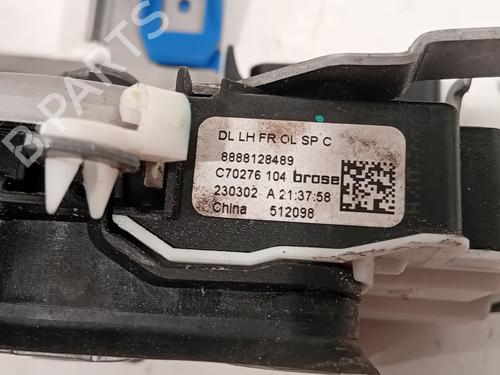 B-PARTS
DL LH FR OL SP C
8888128489
C70276 104 brose
230302 A 21:37:58
China 512098